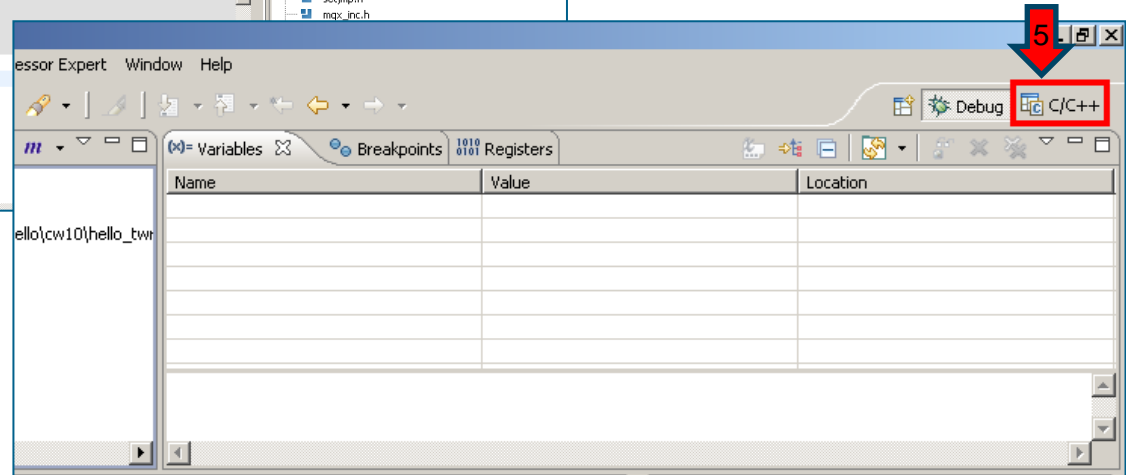 mqx_inc.h
5
essor Expert Window Help
Debug C/C++
(x)= Variables Breakpoints 1010 0101 Registers
Name Value Location
ello\cw10\hello_twr